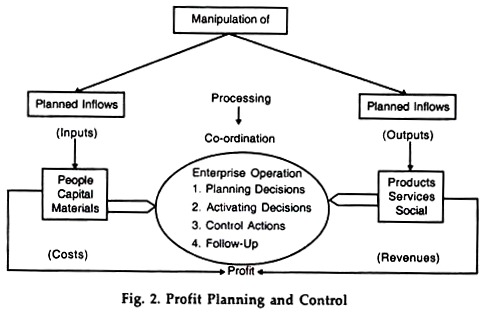 Manipulation of
Planned Inflows
Processing
Planned Inflows
(Inputs)
Co-ordination
(Outputs)
People
Capital
Materials
Enterprise Operation
1. Planning Decisions
2. Activating Decisions
3. Control Actions
4. Follow-Up
Products
Services
Social
(Costs)
Profit
(Revenues)
Fig. 2. Profit Planning and Control